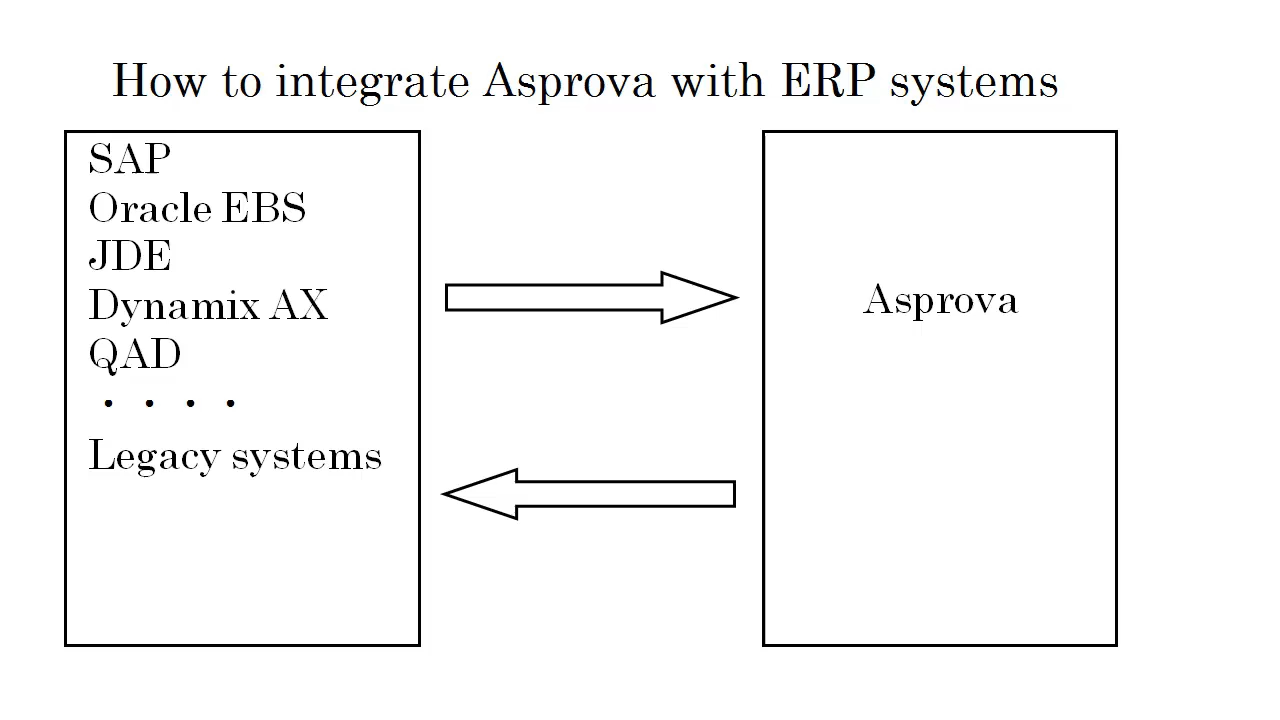 How to integrate Asprova with ERP systems
SAP
Oracle EBS
JDE
Dynamix AX
QAD
・・・・
Legacy systems
Asprova